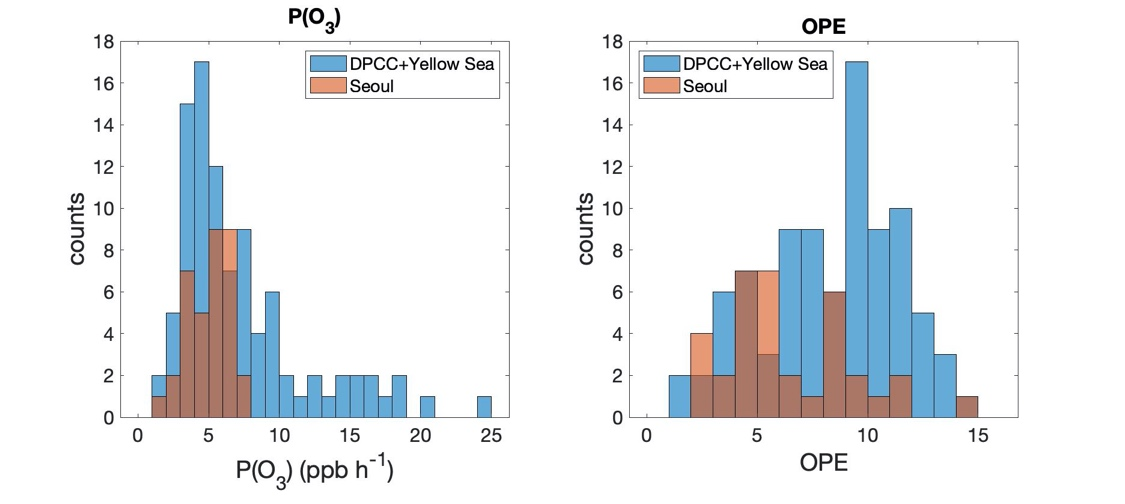 P(O3)
18
16
14
12
10
8
6
4
2
0
counts
DPCC+Yellow Sea
Seoul
0 5 10 15 20 25
P(O3) (ppb h-1)
OPE
18
16
14
12
10
8
6
4
2
0
counts
DPCC+Yellow Sea
Seoul
0 5 10 15
OPE